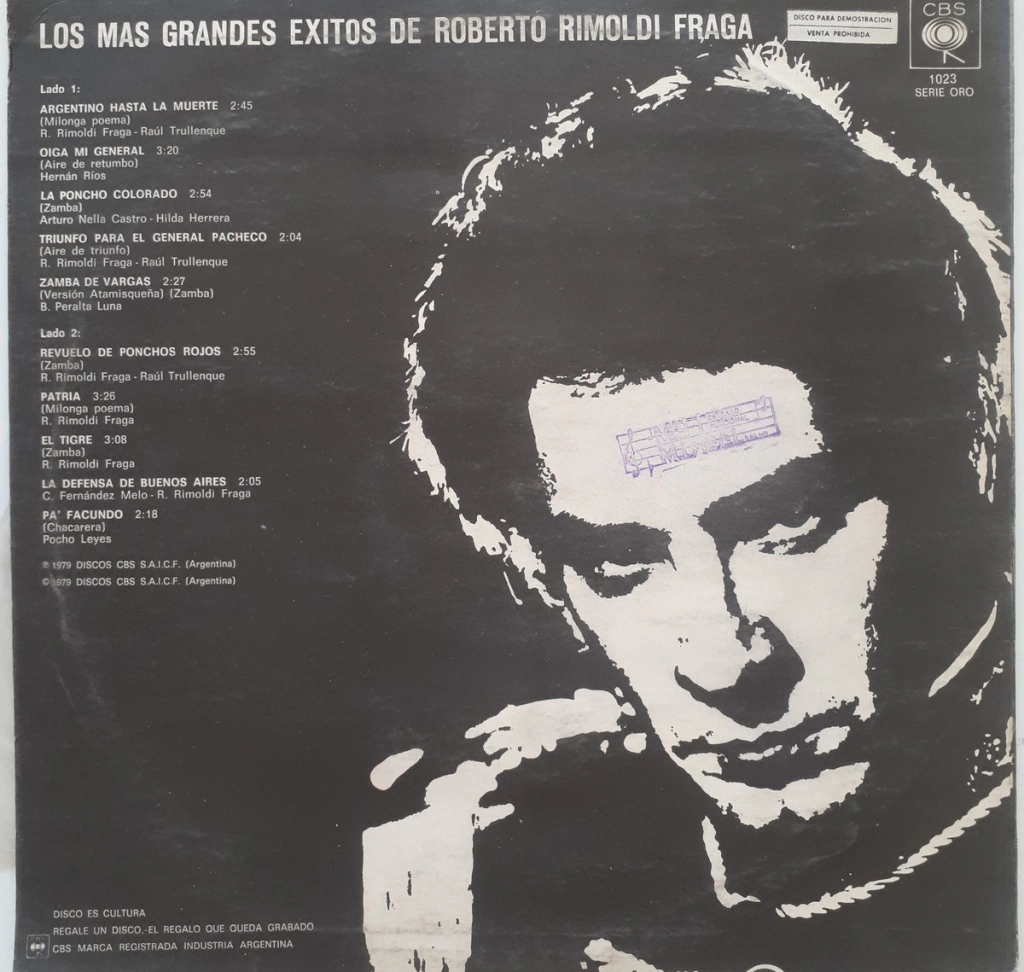 LOS MAS GRANDES EXITOS DE ROBERTO RIMOLDI FRAGA
DISCO PARA DEMOSTRACION
VENTA PROHIBIDA
CBS
1023
SERIE ORO
Lado 1:
ARGENTINO HASTA LA MUERTE 2:45
(Milonga poema)
R. Rimoldi Fraga - Raúl Trullenque
OIGA MI GENERAL 3:20
(Aire de retumbo)
Hernán Ríos
LA PONCHO COLORADO 2:54
(Zamba)
Arturo Nella Castro - Hilda Herrera
TRIUNFO PARA EL GENERAL PACHECO 2:04
(Aire de triunfo)
R. Rimoldi Fraga - Raúl Trullenque
ZAMBA DE VARGAS 2:27
(Versión Atamisqueña) (Zamba)
B. Peralta Luna
Lado 2:
REVUELO DE PONCHOS ROJOS 2:55
(Zamba)
R. Rimoldi Fraga - Raúl Trullenque
PATRIA 3:26
(Milonga poema)
R. Rimoldi Fraga
EL TIGRE 3:08
(Zamba)
R. Rimoldi Fraga
LA DEFENSA DE BUENOS AIRES 2:05
C. Fernández Melo - R. Rimoldi Fraga
PA' FACUNDO 2:18
(Chacarera)
Pocho Leyes
℗ 1979 DISCOS CBS S.A.I.C.F. (Argentina)
© 1979 DISCOS CBS S.A.I.C.F. (Argentina)
DISCO ES CULTURA
REGALE UN DISCO,-EL REGALO QUE QUEDA GRABADO
CBS MARCA REGISTRADA INDUSTRIA ARGENTINA